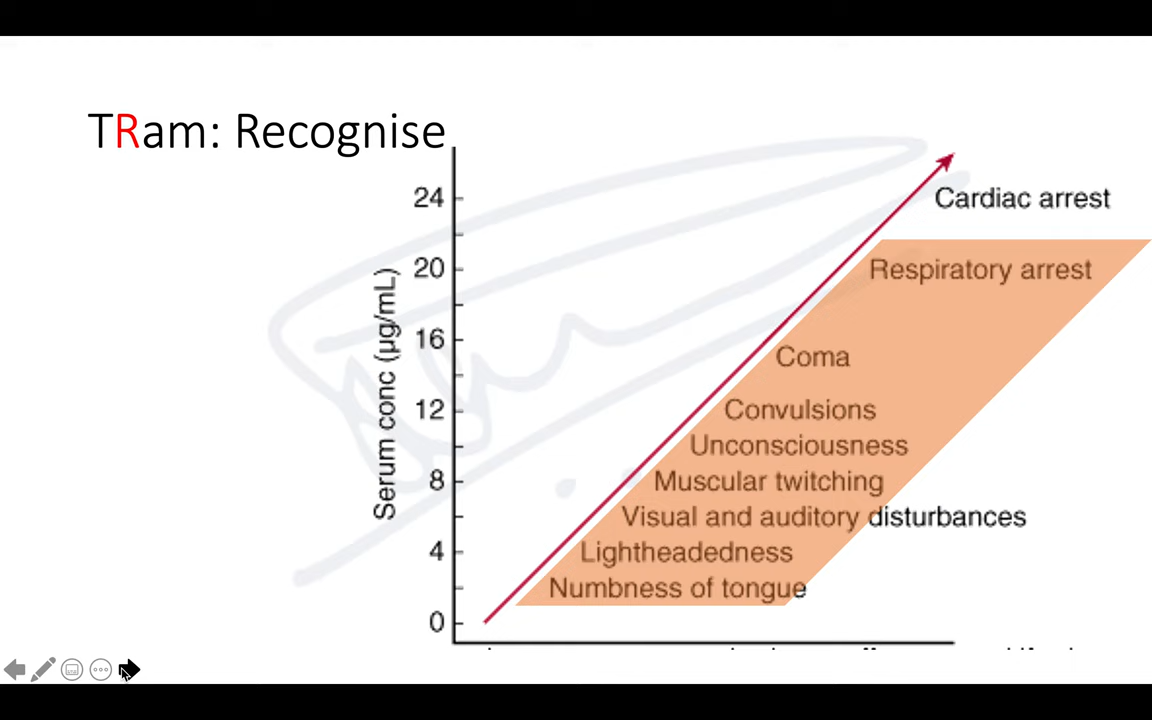 TRam: Recognise
24
20
16
12
8
4
0
Serum conc (µg/mL)
Cardiac arrest
Respiratory arrest
Coma
Convulsions
Unconsciousness
Muscular twitching
Visual and auditory disturbances
Lightheadedness
Numbness of tongue